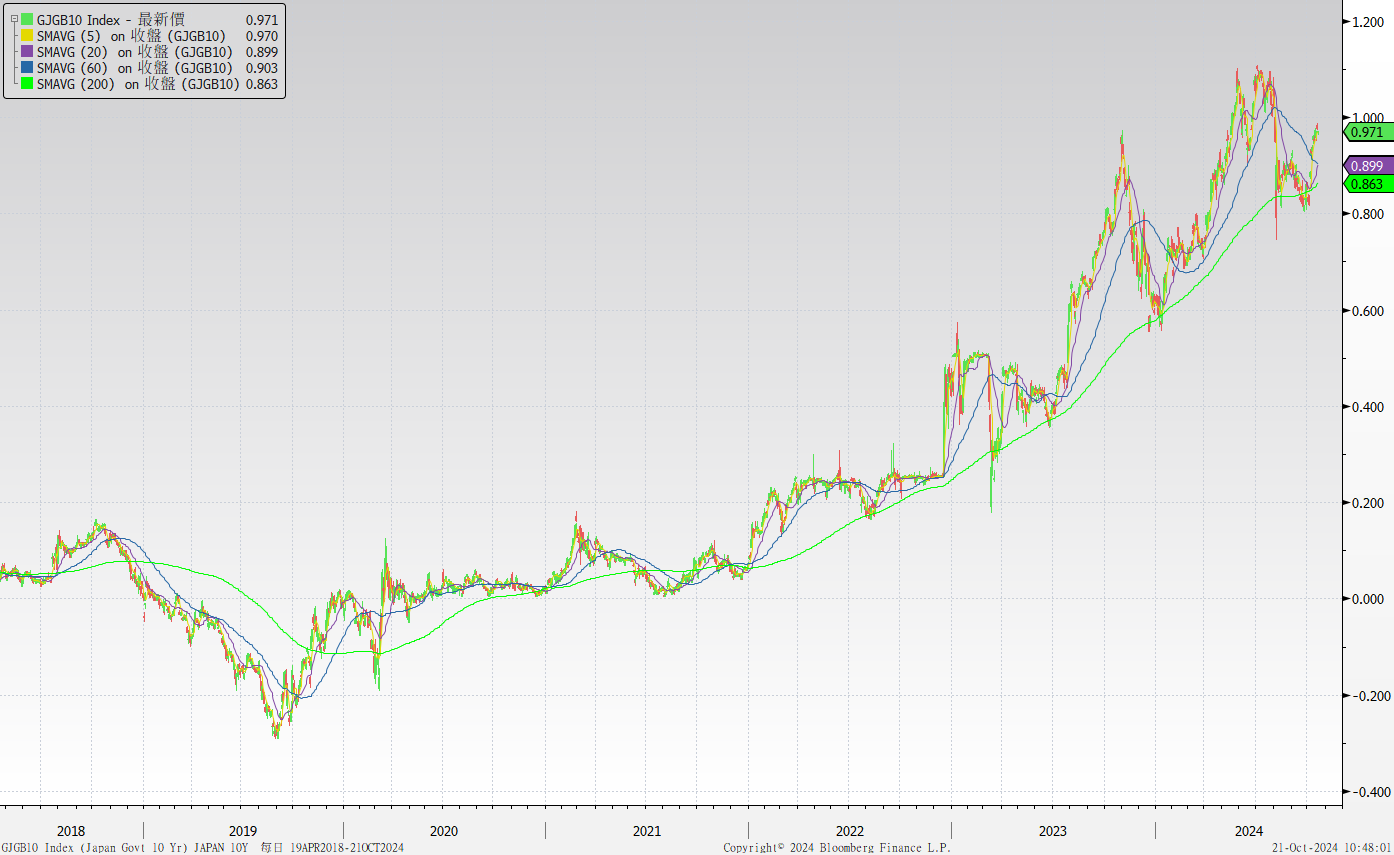 GJGB10 Index - 最新價 0.971
SMAVG (5) on 收盤 (GJGB10) 0.970
SMAVG (20) on 收盤 (GJGB10) 0.899
SMAVG (60) on 收盤 (GJGB10) 0.903
SMAVG (200) on 收盤 (GJGB10) 0.863
1.200
1.000
0.971
0.899
0.863
0.800
0.600
0.400
0.200
0.000
-0.200
-0.400
2018 2019 2020 2021 2022 2023 2024
GJGB10 Index (Japan Govt 10 Yr) JAPAN 10Y 每日 19APR2018-21OCT2024 Copyright© 2024 Bloomberg Finance L.P. 21-Oct-2024 10:48:01